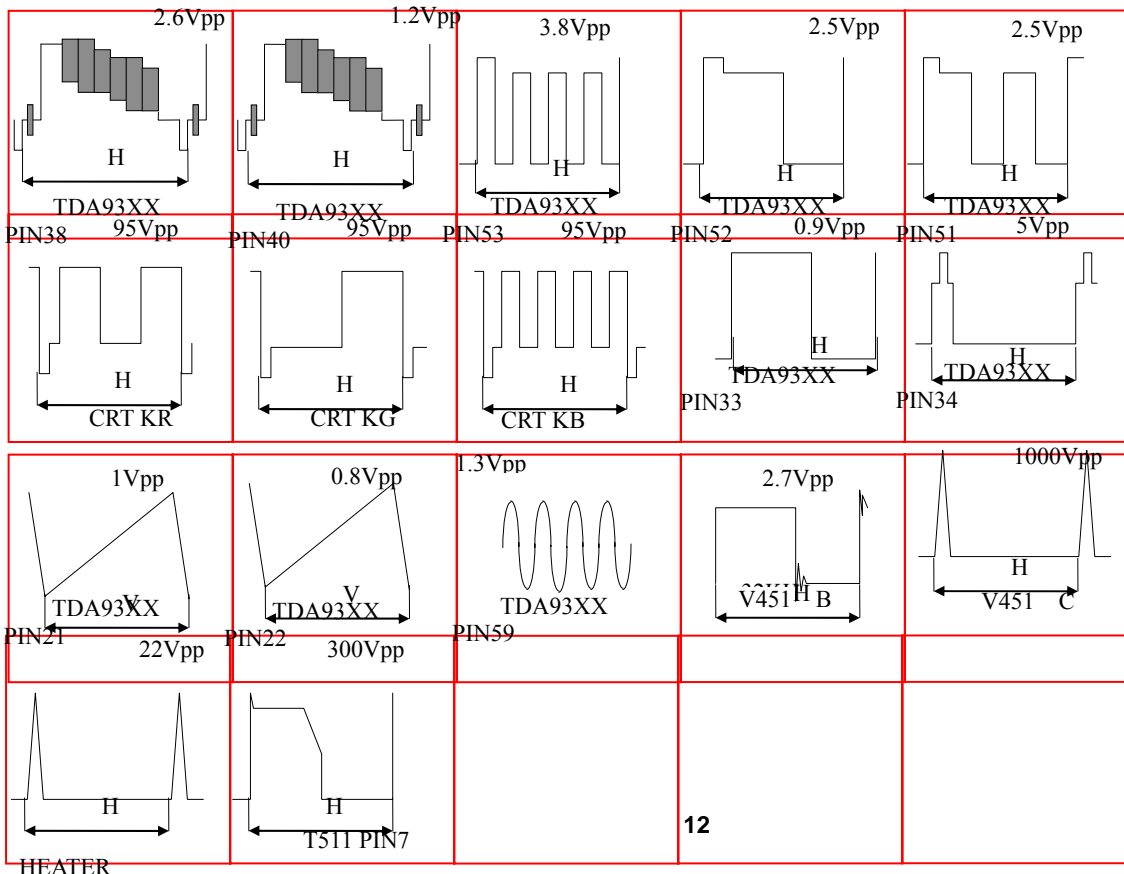 2.6Vpp
1.2Vpp
3.8Vpp
2.5Vpp
2.5Vpp
H
H
H
H
H
TDA93XX
TDA93XX
TDA93XX
TDA93XX
TDA93XX
PIN38
PIN40
PIN53
PIN52
PIN51
95Vpp
95Vpp
95Vpp
0.9Vpp
5Vpp
H
H
H
H
H
CRT KR
CRT KG
CRT KB
TDA93XX
TDA93XX
PIN33
PIN34
1Vpp
0.8Vpp
1.3Vpp
2.7Vpp
1000Vpp
V
V
H
H
TDA93XX
TDA93XX
TDA93XX
V451 B
V451 C
PIN21
PIN22
PIN59
22Vpp
300Vpp
H
H
HEATER
T511 PIN7
12